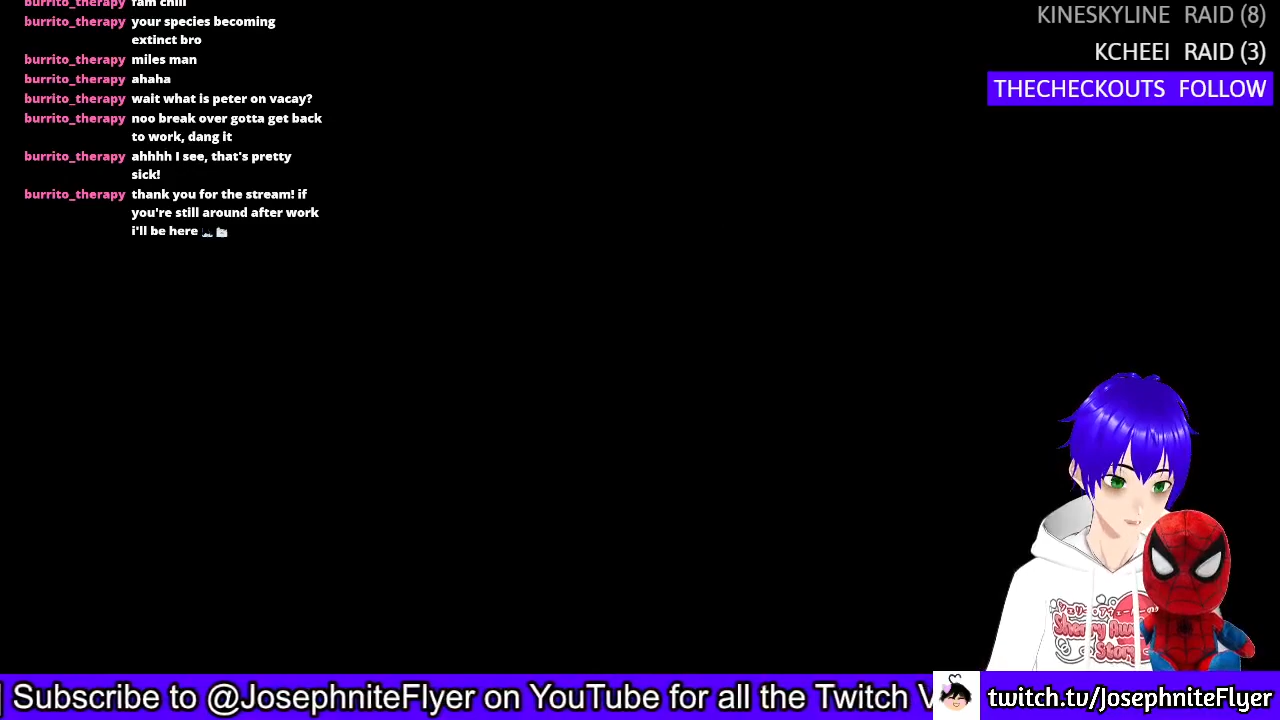 burrito_therapy fam chill
burrito_therapy your species becoming
extinct bro
burrito_therapy miles man
burrito_therapy ahaha
burrito_therapy wait what is peter on vacay?
burrito_therapy noo break over gotta get back
to work, dang it
burrito_therapy ahhhh I see, that's pretty
sick!
burrito_therapy thank you for the stream! if
you're still around after work
i'll be here
KINESKYLINE RAID (8)
KCHEEI RAID (3)
THECHECKOUTS FOLLOW
Sherry
Story
| Subscribe to @JosephniteFlyer on YouTube for all the Twitch V
twitch.tv/JosephniteFlyer